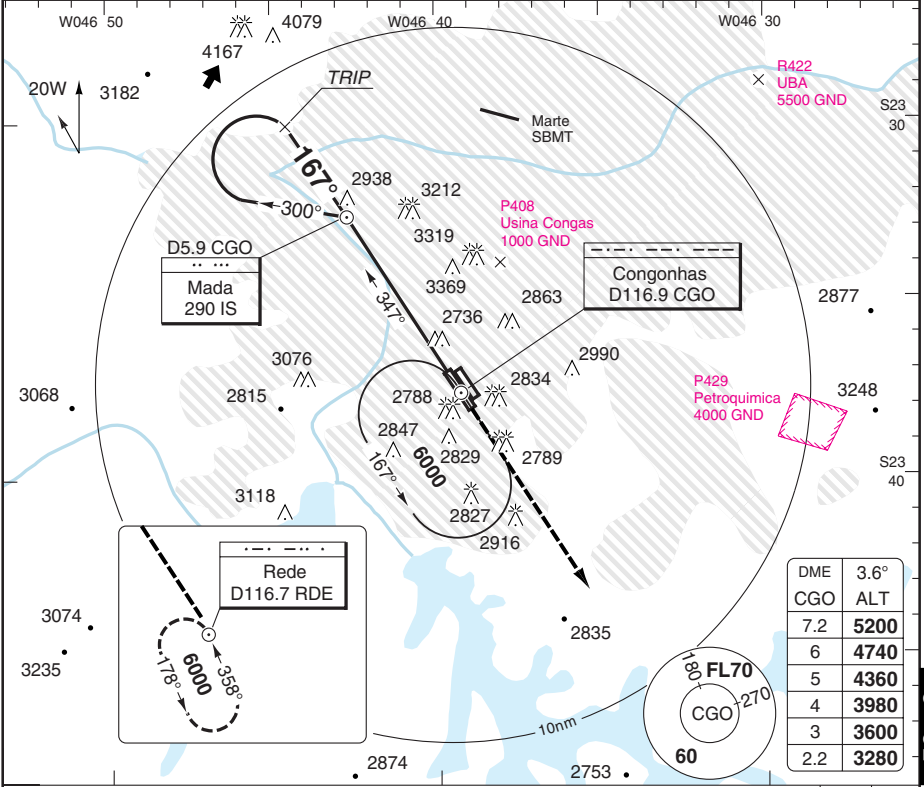 W046 50
W046 40
W046 30
4079
4167
3182
20W
TRIP
R422
UBA
5500 GND
S23
30
Marte
SBMT
167°
2938
3212
300°
P408
Usina Congas
1000 GND
3319
D5.9 CGO
Mada
290 IS
3369
Congonhas
D116.9 CGO
347°
2736
2863
2877
3076
2990
3068
2815
2788
2834
P429
Petroquimica
4000 GND
3248
2847
2829
2789
6000
167°
S23
40
3118
2827
2916
Rede
D116.7 RDE
3074
3235
6000
178°
358°
2835
DME 3.6°
CGO ALT
7.2 5200
6 4740
5 4360
4 3980
3 3600
2.2 3280
180
FL70
270
CGO
60
10nm
2874
2753